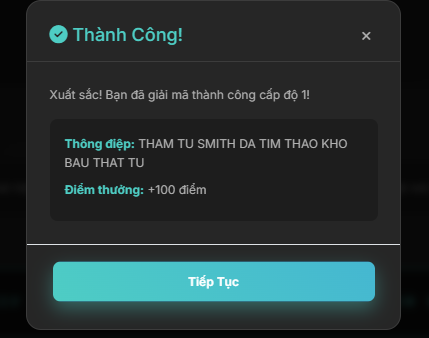 Thành Công!
×
Xuất sắc! Bạn đã giải mã thành công cấp độ 1!
Thông điệp: THAM TU SMITH DA TIM THAO KHO
BAU THAT TU
Điểm thưởng: +100 điểm
Tiếp Tục